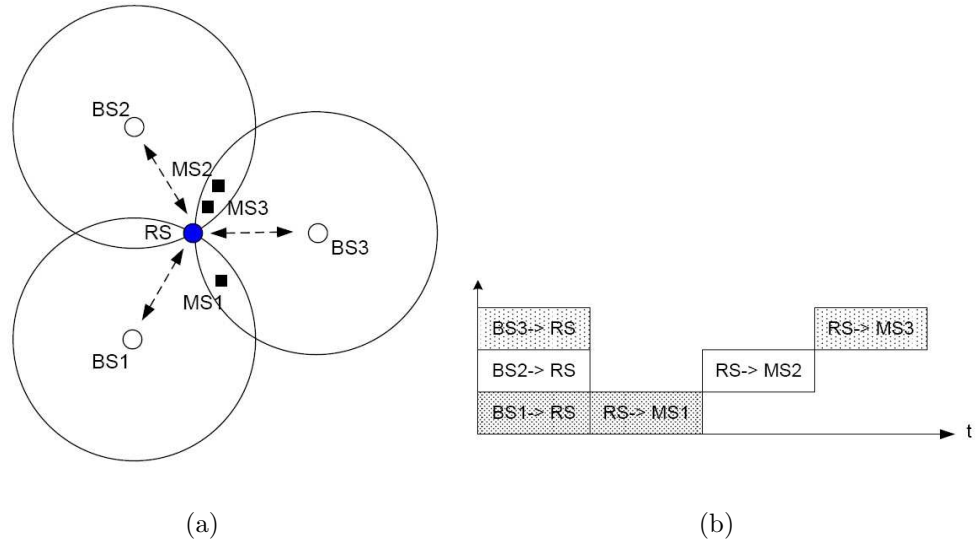 BS2
MS2
MS3
RS
BS3
MS1
BS1
BS3-> RS
RS-> MS3
BS2-> RS
RS-> MS2
BS1-> RS
RS-> MS1
t
(a)
(b)